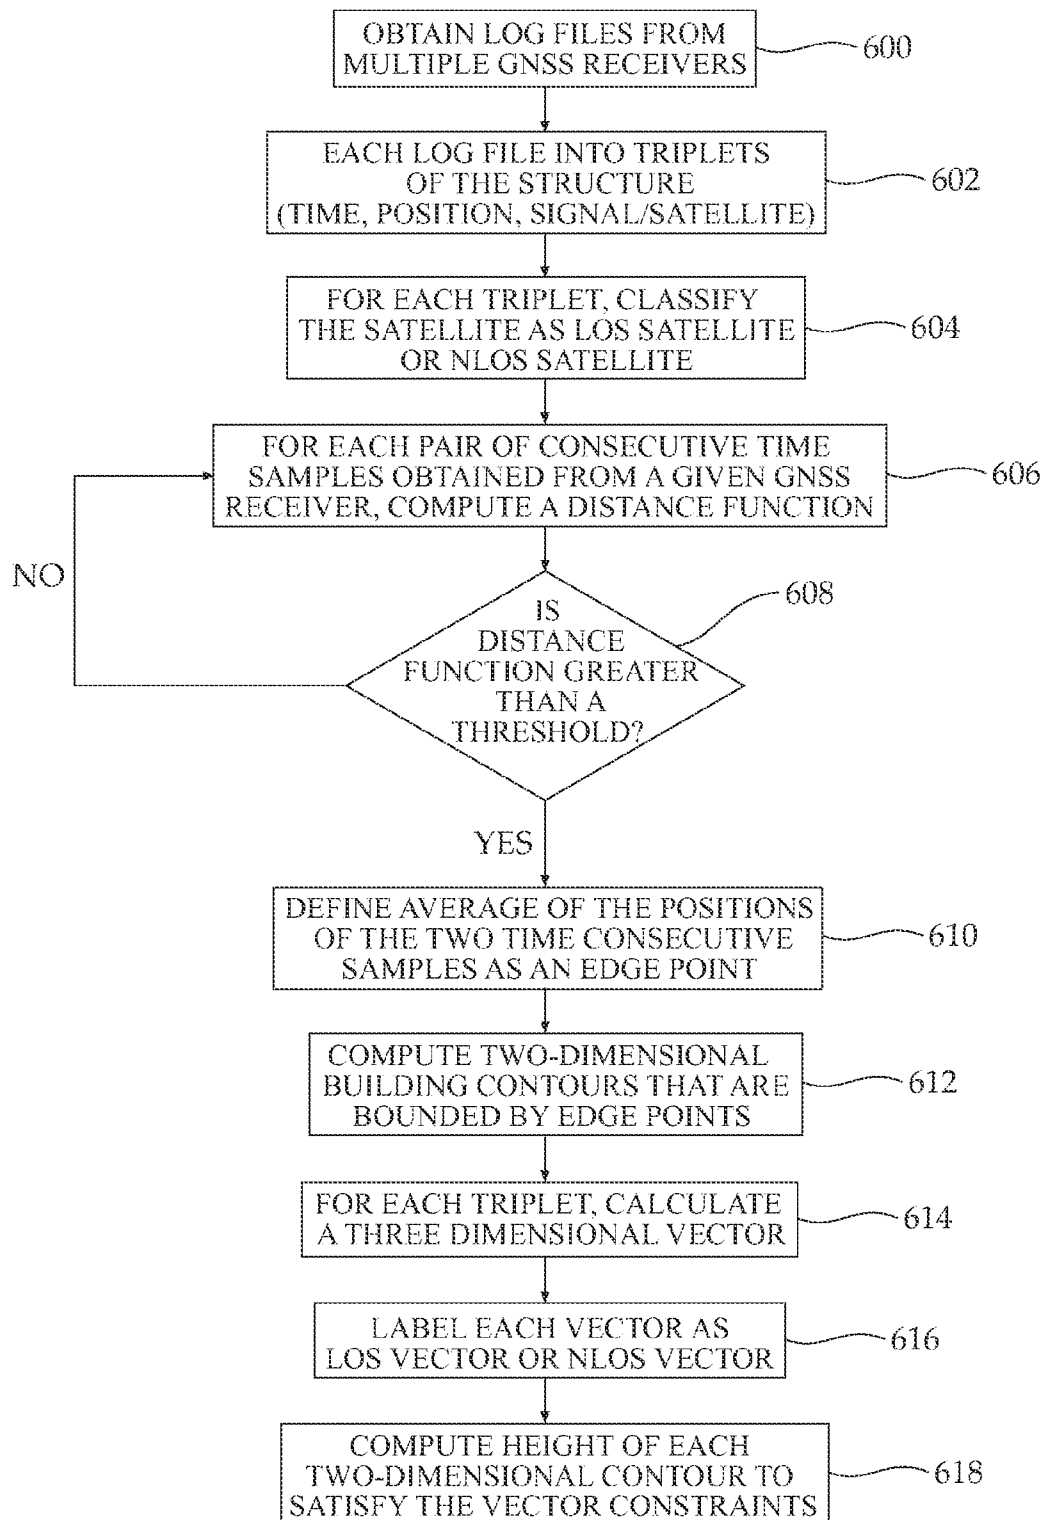 OBTAIN LOG FILES FROM
MULTIPLE GNSS RECEIVERS
600
EACH LOG FILE INTO TRIPLETS
OF THE STRUCTURE
(TIME, POSITION, SIGNAL/SATELLITE)
602
FOR EACH TRIPLET, CLASSIFY
THE SATELLITE AS LOS SATELLITE
OR NLOS SATELLITE
604
FOR EACH PAIR OF CONSECUTIVE TIME
SAMPLES OBTAINED FROM A GIVEN GNSS
RECEIVER, COMPUTE A DISTANCE FUNCTION
606
NO
IS
DISTANCE
FUNCTION GREATER
THAN A
THRESHOLD?
608
YES
DEFINE AVERAGE OF THE POSITIONS
OF THE TWO TIME CONSECUTIVE
SAMPLES AS AN EDGE POINT
610
COMPUTE TWO-DIMENSIONAL
BUILDING CONTOURS THAT ARE
BOUNDED BY EDGE POINTS
612
FOR EACH TRIPLET, CALCULATE
A THREE DIMENSIONAL VECTOR
614
LABEL EACH VECTOR AS
LOS VECTOR OR NLOS VECTOR
616
COMPUTE HEIGHT OF EACH
TWO-DIMENSIONAL CONTOUR TO
SATISFY THE VECTOR CONSTRAINTS
618